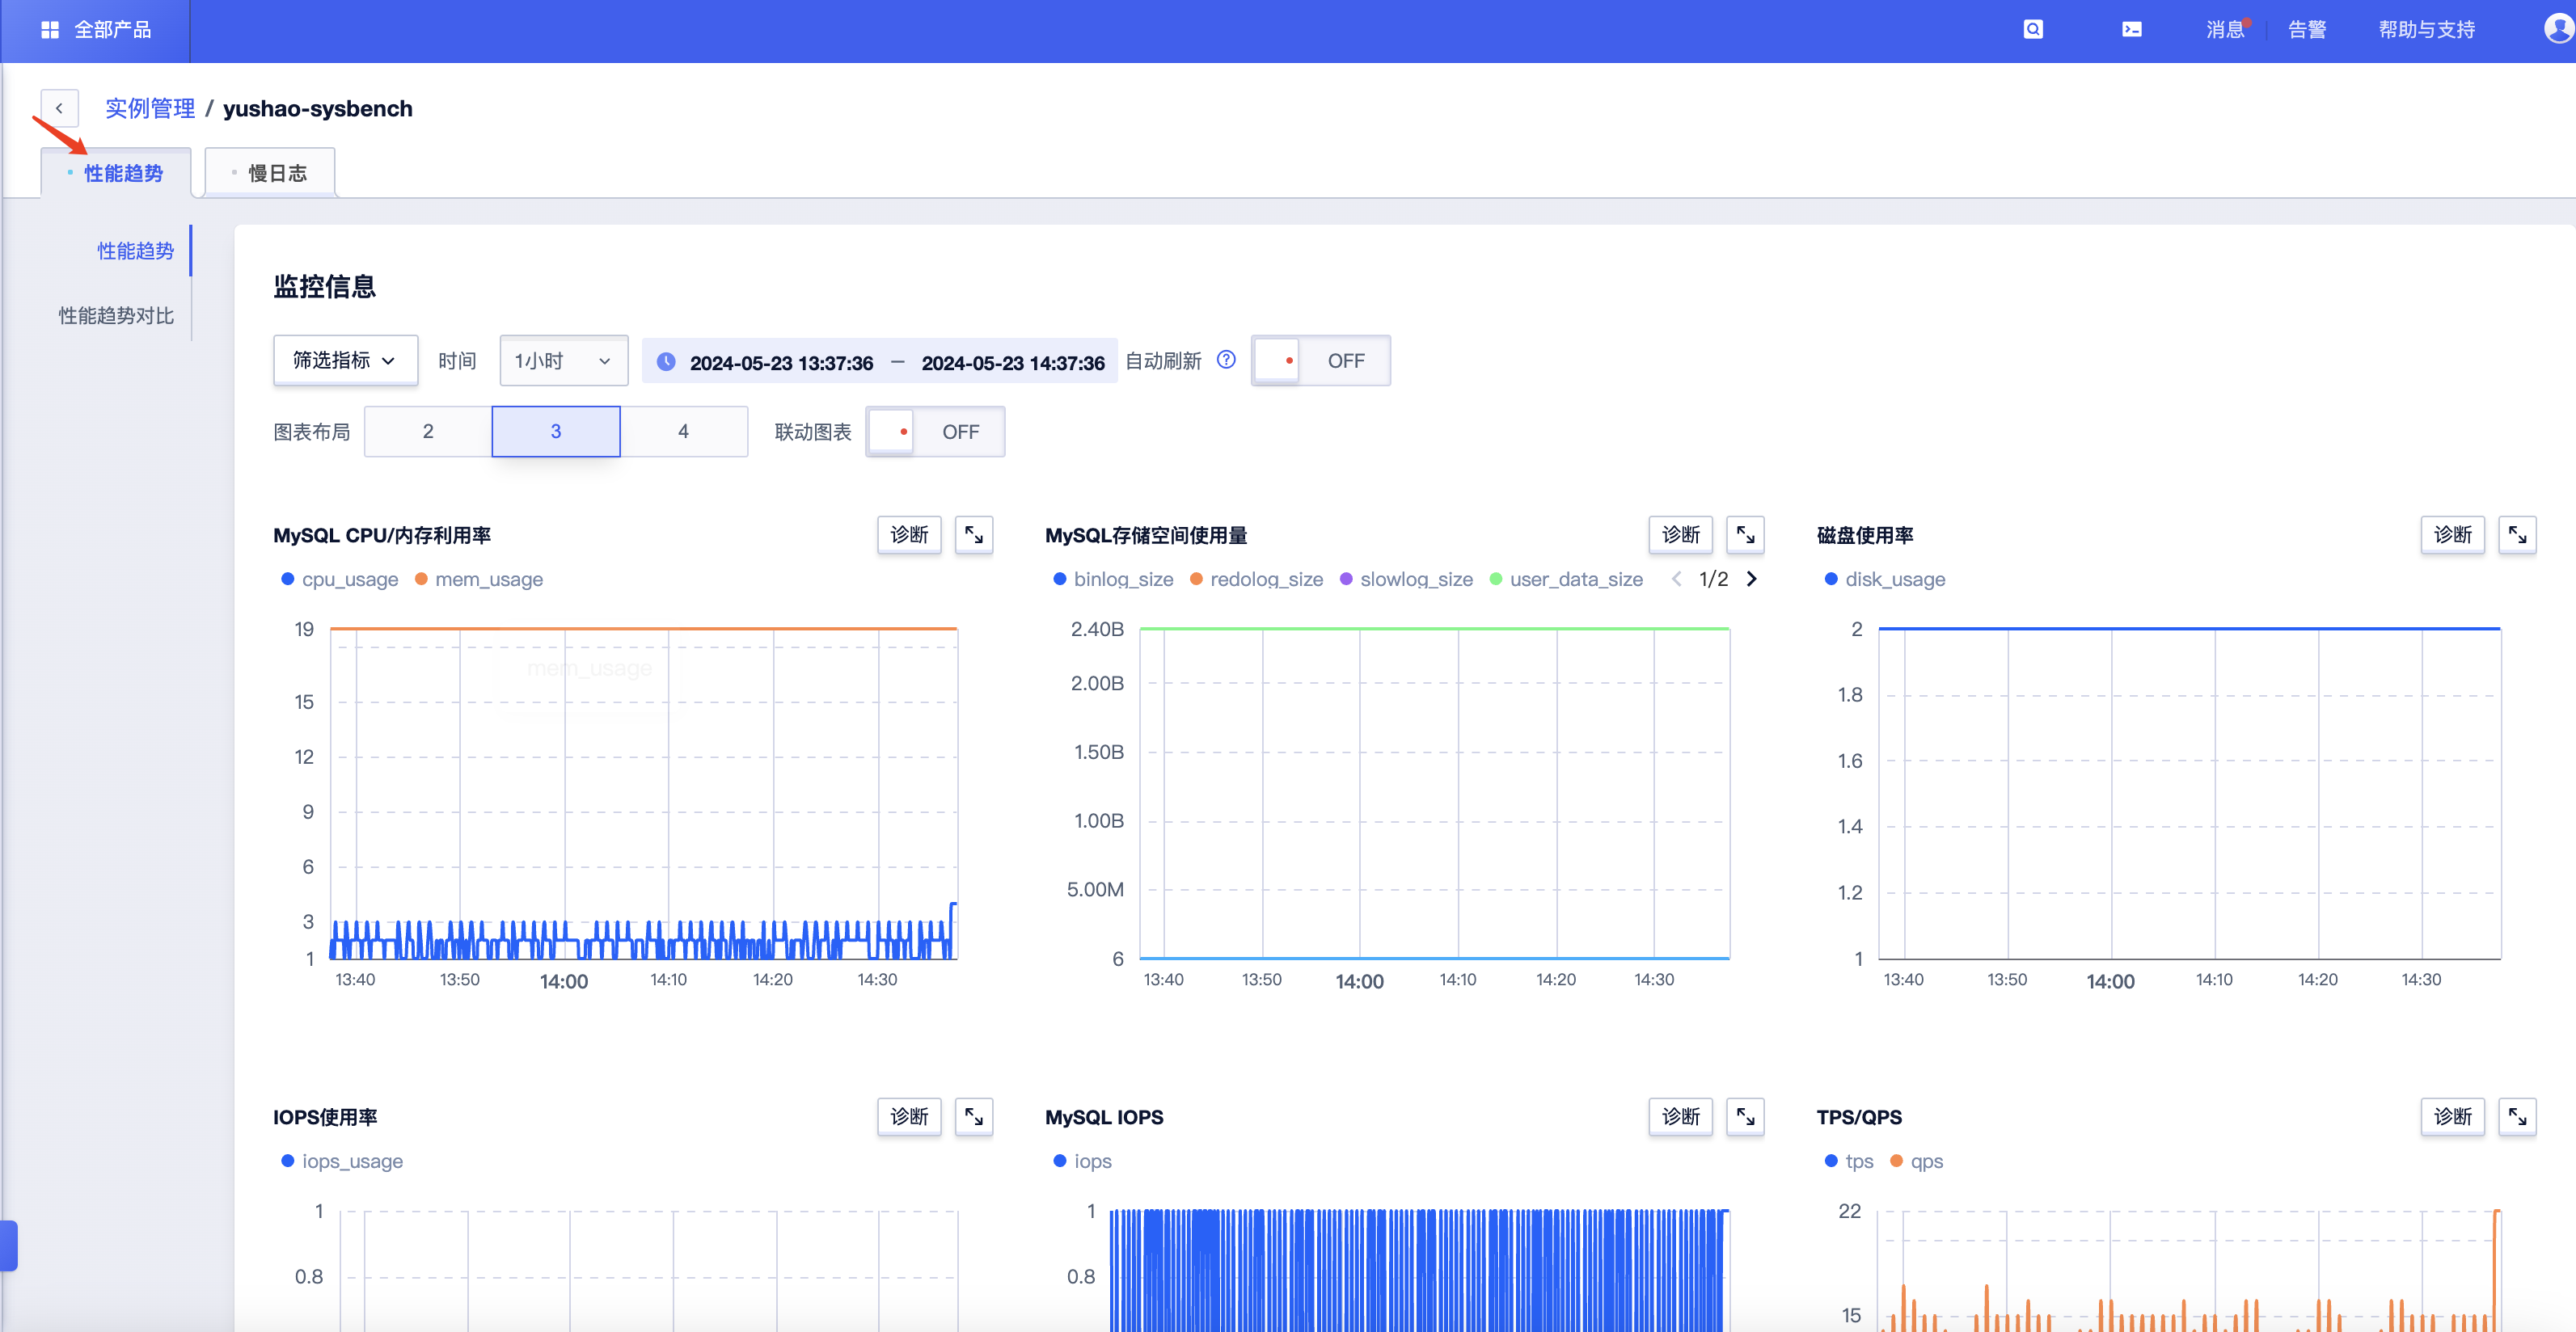 全部产品
消息
告警
帮助与支持
实例管理 / yushao-sysbench
性能趋势
慢日志
性能趋势
性能趋势对比
监控信息
筛选指标 时间 1小时 2024-05-23 13:37:36 – 2024-05-23 14:37:36 自动刷新 OFF
图表布局 2 3 4 联动图表 OFF
MySQL CPU/内存利用率 诊断
cpu_usage mem_usage
19
15
12
9
6
3
1
mem_usage
13:40 13:50 14:00 14:10 14:20 14:30
MySQL存储空间使用量 诊断
binlog_size redolog_size slowlog_size user_data_size 1/2
2.40B
2.00B
1.50B
1.00B
5.00M
6
13:40 13:50 14:00 14:10 14:20 14:30
磁盘使用率 诊断
disk_usage
2
1.8
1.6
1.4
1.2
1
13:40 13:50 14:00 14:10 14:20 14:30
IOPS使用率 诊断
iops_usage
1
0.8
MySQL IOPS 诊断
iops
1
0.8
TPS/QPS 诊断
tps qps
22
15